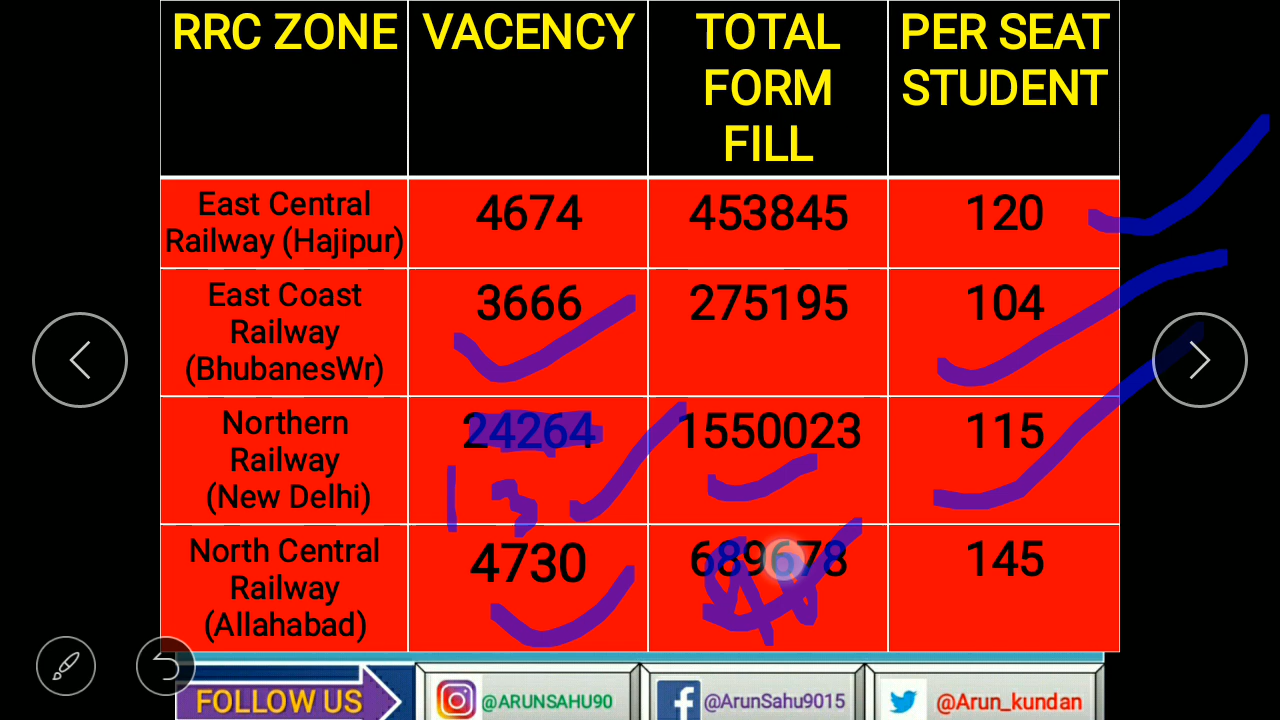 RRC ZONE VACENCY TOTAL FORM FILL PER SEAT STUDENT
East Central Railway (Hajipur) 4674 453845 120
East Coast Railway (BhubanesWr) 3666 275195 104
Northern Railway (New Delhi) 24264 1550023 115
13
North Central Railway (Allahabad) 4730 689678 145
FOLLOW US @ARUNSAHU90 @ArunSahu9015 @Arun_kundan